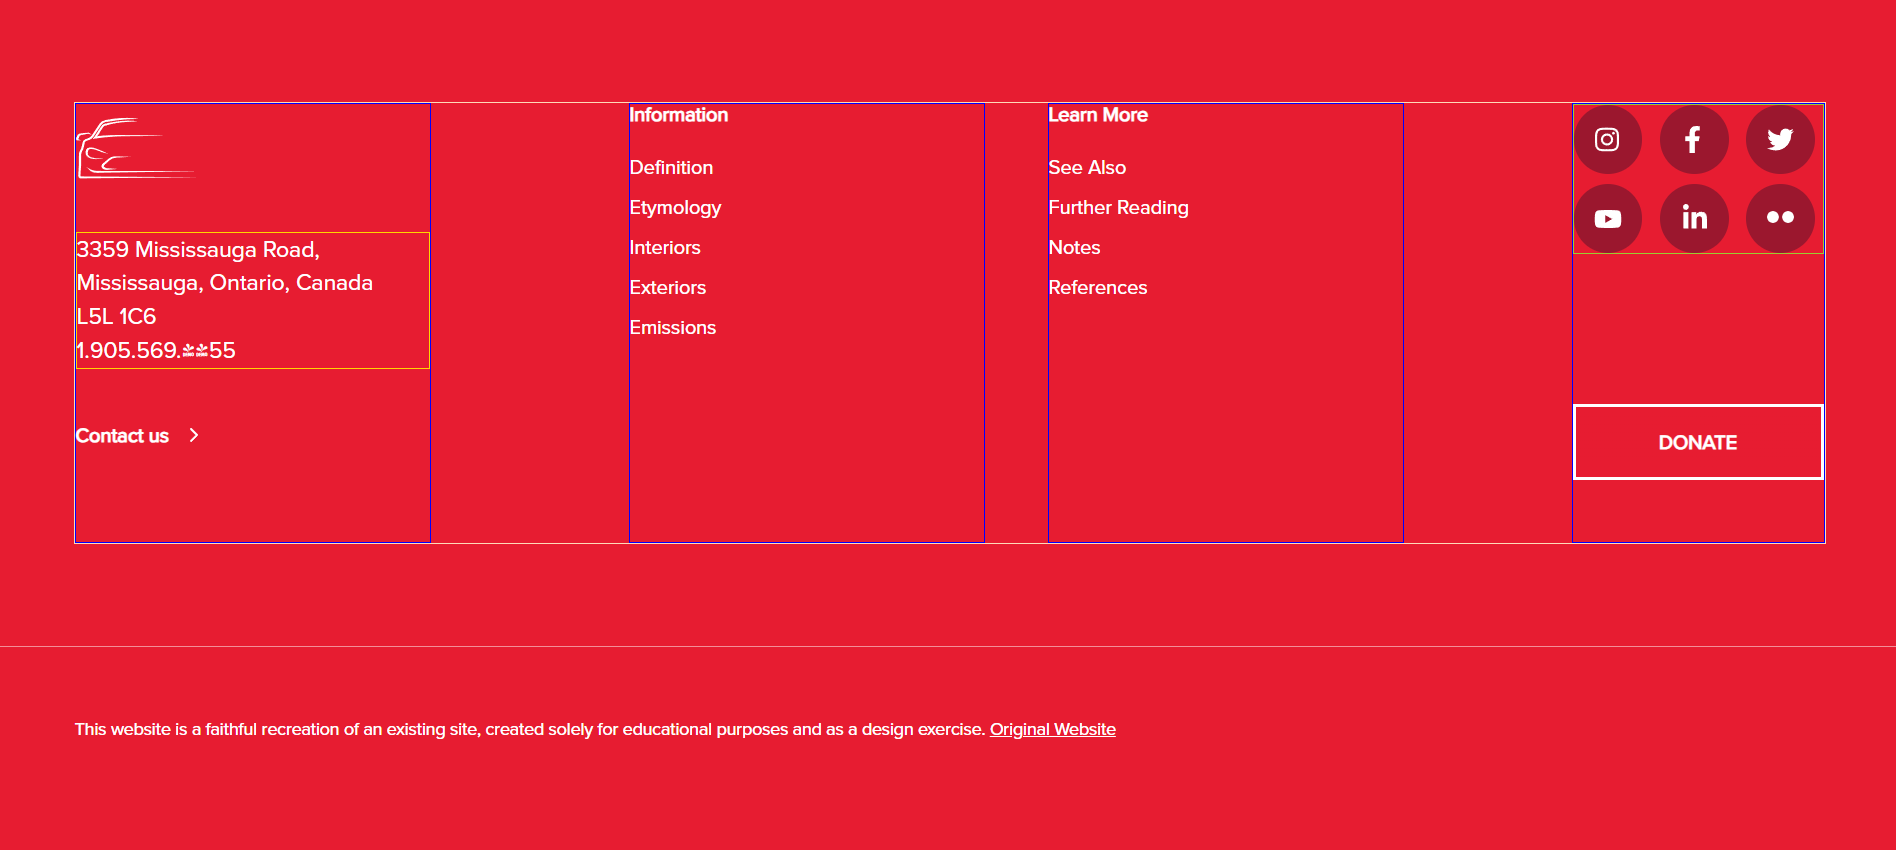 3359 Mississauga Road,
Mississauga, Ontario, Canada
L5L 1C6
1.905.569.55
Contact us
Information
Definition
Etymology
Interiors
Exteriors
Emissions
Learn More
See Also
Further Reading
Notes
References
DONATE
This website is a faithful recreation of an existing site, created solely for educational purposes and as a design exercise. Original Website